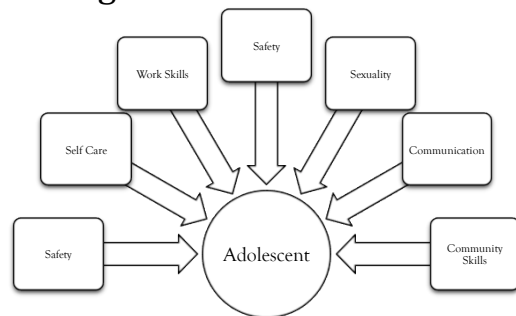 Safety
Work Skills
Sexuality
Self Care
Communication
Safety
Adolescent
Community
Skills